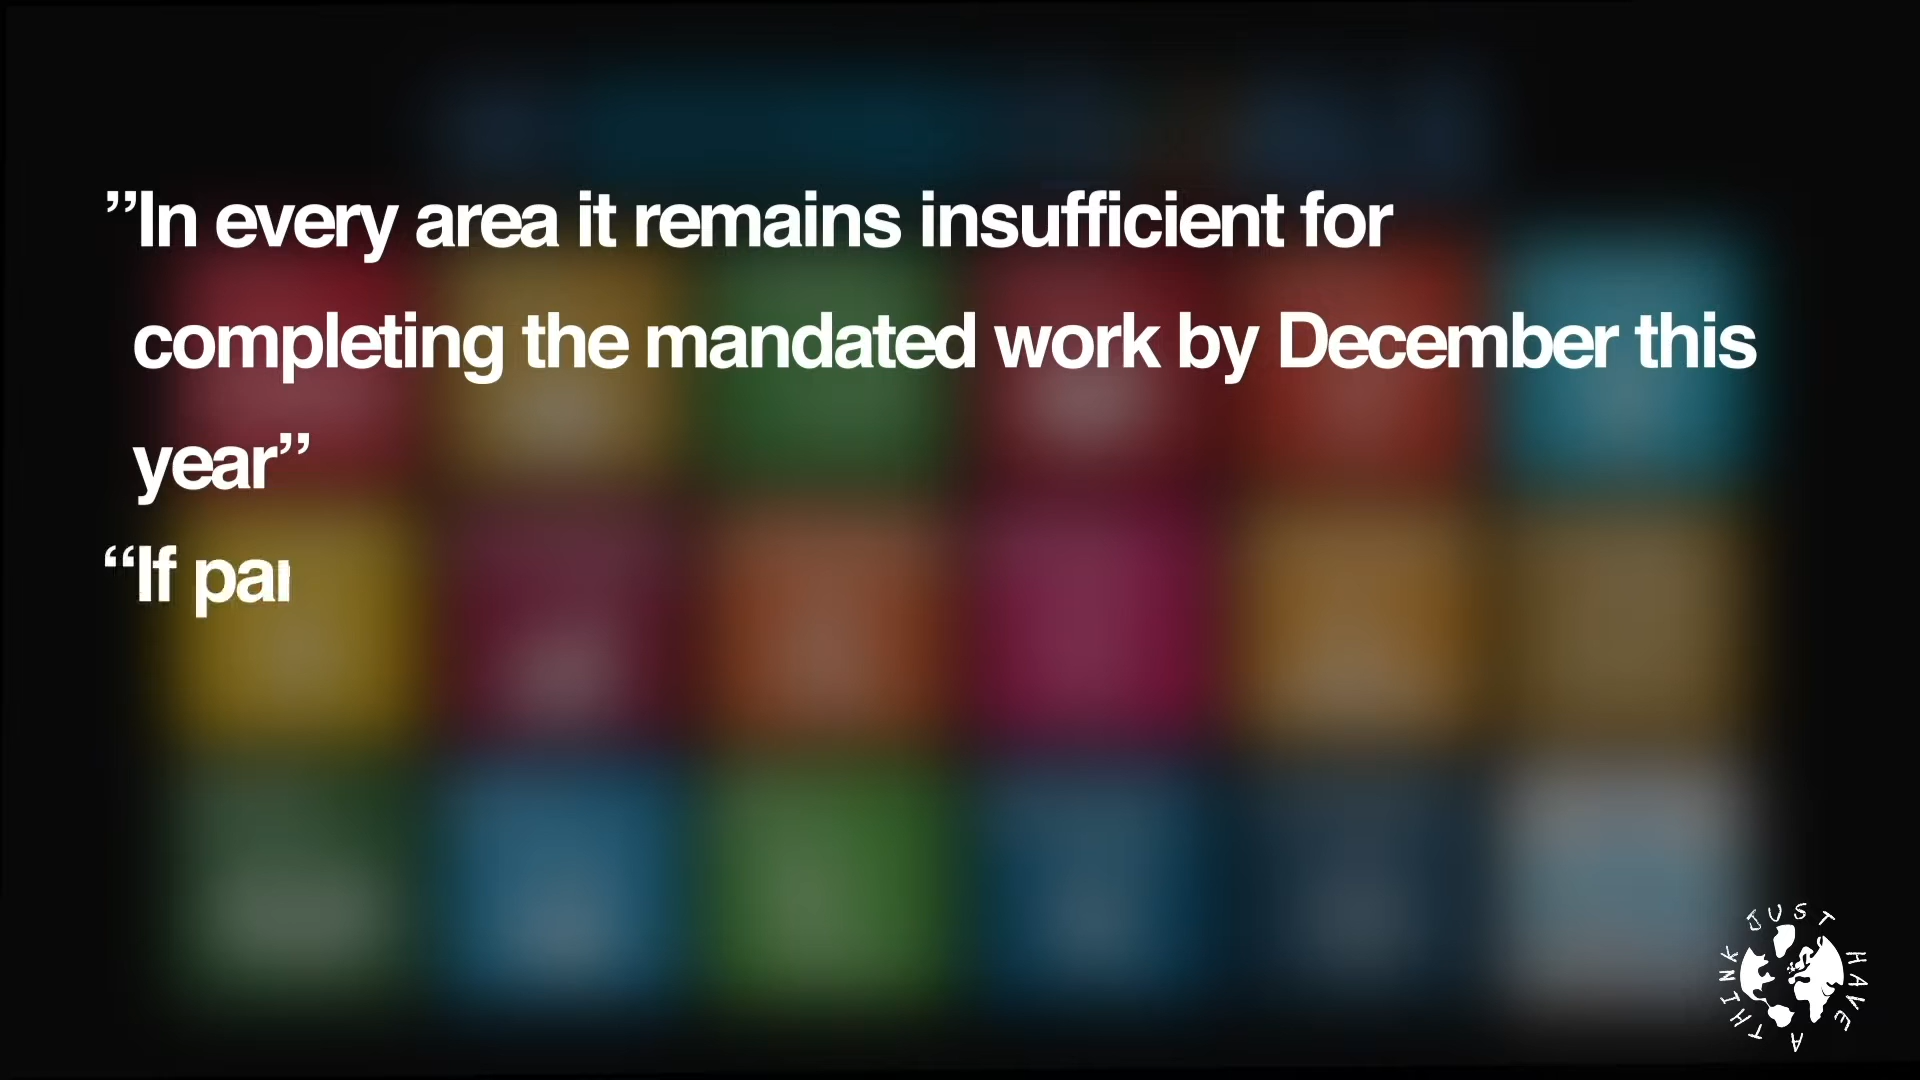 ”In every area it remains insufficient for
completing the mandated work by December this
year”
“If
JUST HAVE A THINK